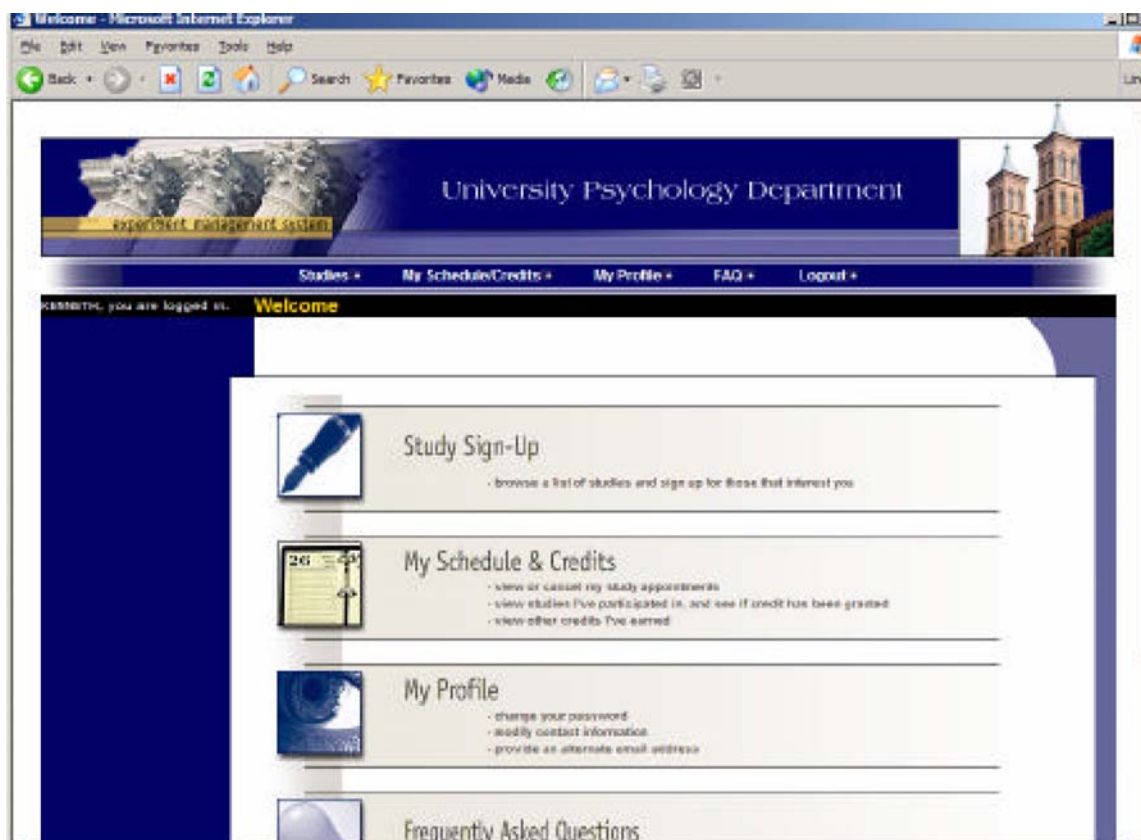 Welcome - Microsoft Internet Explorer
File Edit View Favorites Tools Help
Back Search Favorites Media
University Psychology Department
experiment management system
Studies My Schedule/Credits My Profile FAQ Logout
KENNETH, you are logged in. Welcome
Study Sign-Up
- browse a list of studies and sign up for those that interest you
My Schedule & Credits
- view or cancel my study appointments
- view studies I've participated in, and see if credit has been granted
- view other credits I've earned
My Profile
- change your password
- modify contact information
- provide an alternate email address
Frequently Asked Questions